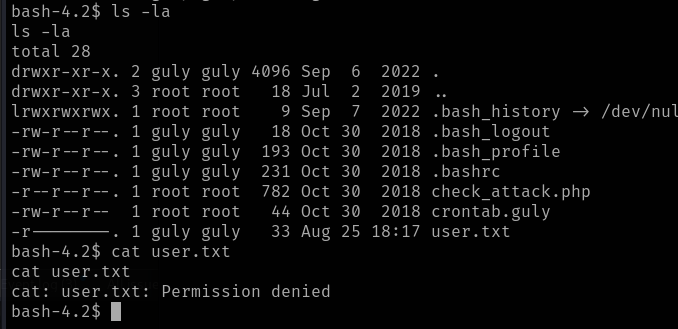 bash-4.2$ ls -la
ls -la
total 28
drwxr-xr-x. 2 guly guly 4096 Sep  6  2022 .
drwxr-xr-x. 3 root root   18 Jul  2  2019 ..
lrwxrwxrwx. 1 root root    9 Sep  7  2022 .bash_history -> /dev/nul
-rw-r--r--. 1 guly guly   18 Oct 30  2018 .bash_logout
-rw-r--r--. 1 guly guly  193 Oct 30  2018 .bash_profile
-rw-r--r--. 1 guly guly  231 Oct 30  2018 .bashrc
-r--r--r--. 1 root root  782 Oct 30  2018 check_attack.php
-rw-r--r--  1 root root   44 Oct 30  2018 crontab.guly
-r--------. 1 guly guly   33 Aug 25 18:17 user.txt
bash-4.2$ cat user.txt
cat user.txt
cat: user.txt: Permission denied
bash-4.2$